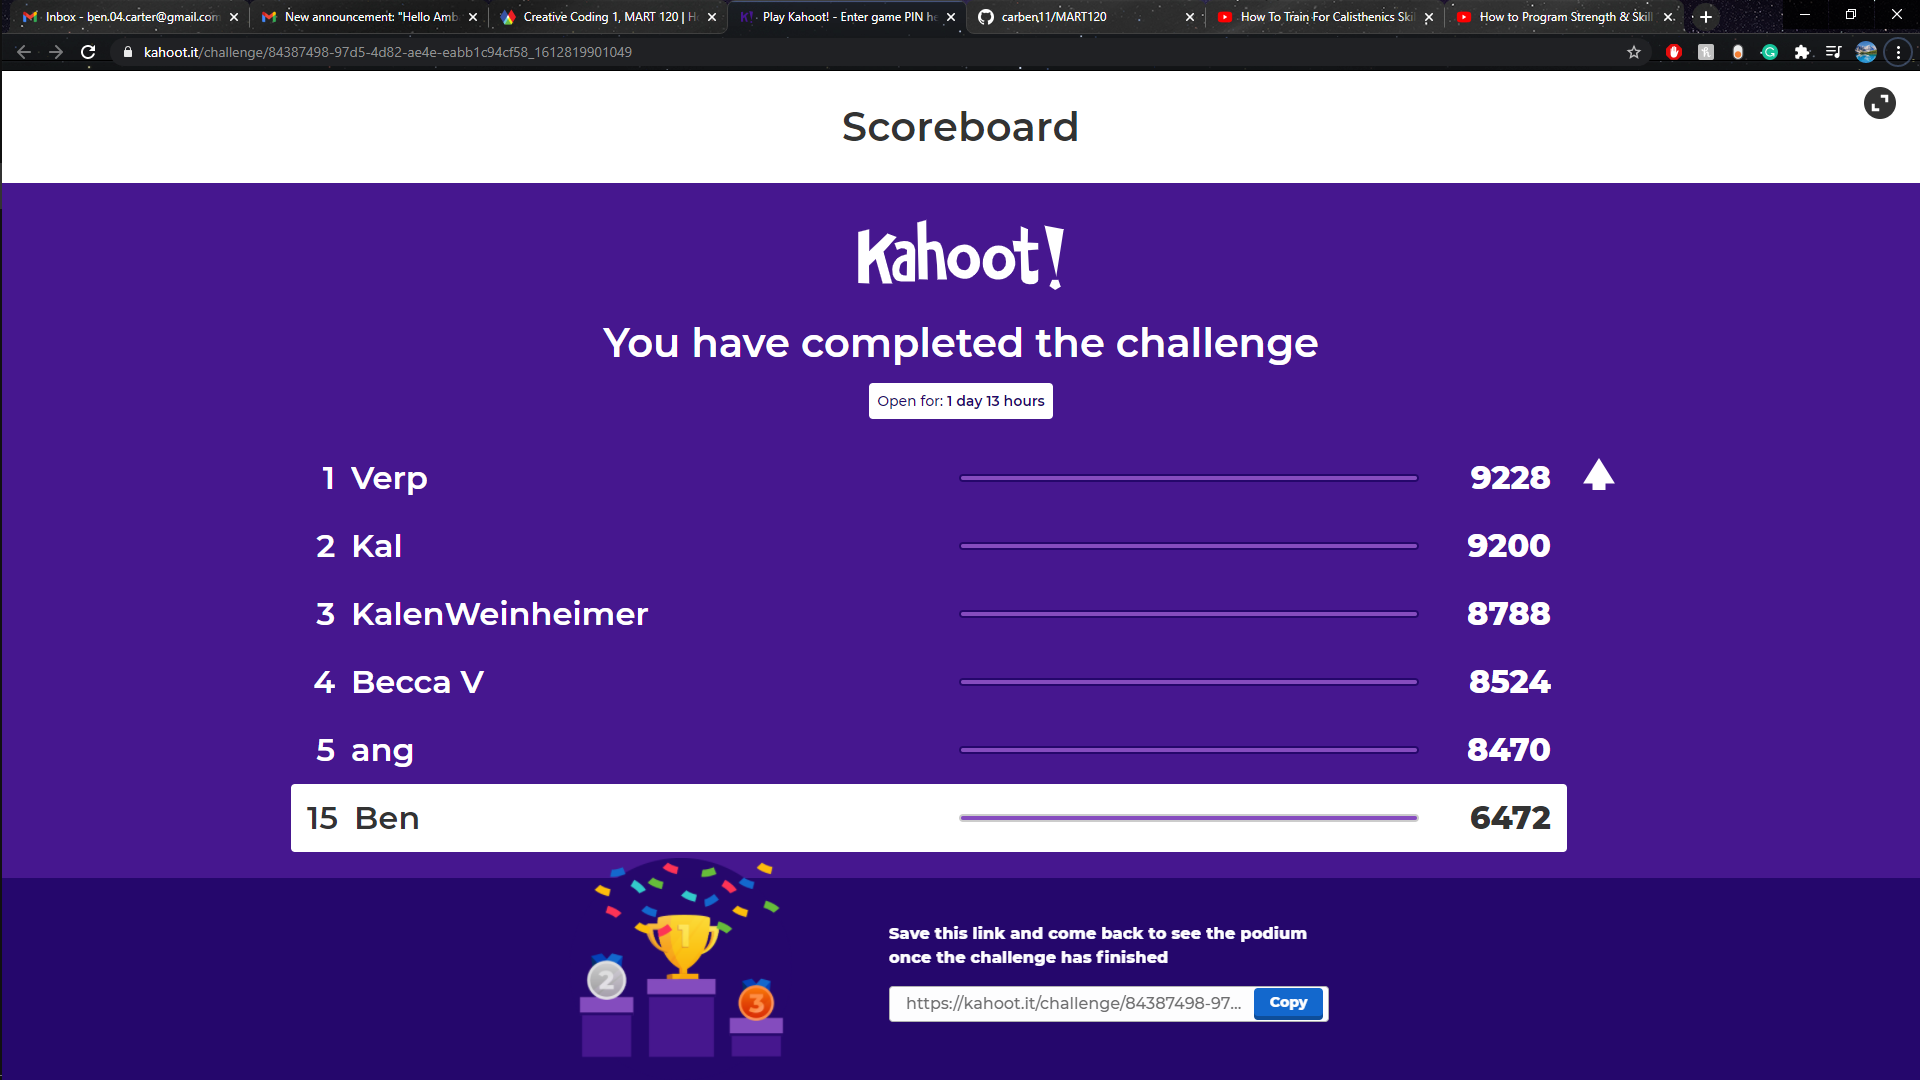 Inbox - ben.04.carter@gmail.com
New announcement: "Hello Amb
Creative Coding 1, MART 120 | H
Play Kahoot! - Enter game PIN he
carben11/MART120
How To Train For Calisthenics Skil
How to Program Strength & Skill
kahoot.it/challenge/84387498-97d5-4d82-ae4e-eabb1c94cf58_1612819901049
Scoreboard
Kahoot!
You have completed the challenge
Open for: 1 day 13 hours
1 Verp 9228
2 Kal 9200
3 KalenWeinheimer 8788
4 Becca V 8524
5 ang 8470
15 Ben 6472
1
2
3
Save this link and come back to see the podium
once the challenge has finished
https://kahoot.it/challenge/84387498-97... Copy